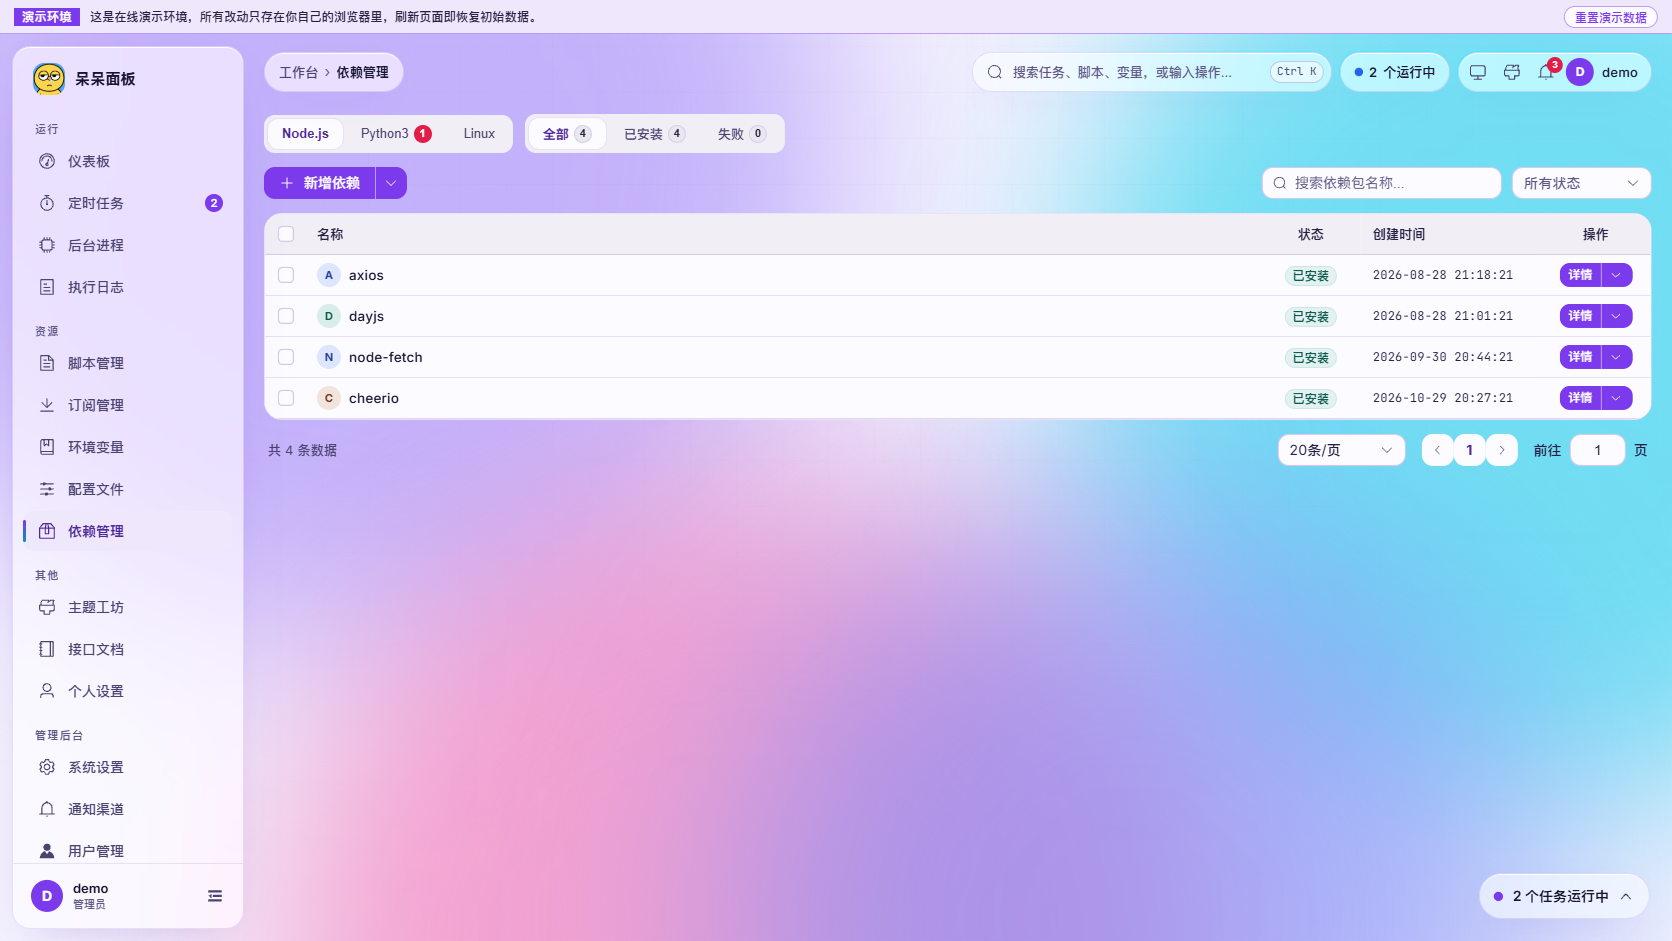 演示环境 这是在线演示环境，所有改动只存在你自己的浏览器里，刷新页面即恢复初始数据。 重置演示数据
呆呆面板
工作台 › 依赖管理
搜索任务、脚本、变量，或输入操作... Ctrl K
2 个运行中
3
D demo
运行
仪表板
定时任务 2
后台进程
执行日志
资源
脚本管理
订阅管理
环境变量
配置文件
依赖管理
其他
主题工坊
接口文档
个人设置
管理后台
系统设置
通知渠道
用户管理
D demo
管理员
Node.js Python3 1 Linux
全部 4 已安装 4 失败 0
新增依赖
搜索依赖包名称...
所有状态
名称 状态 创建时间 操作
A axios 已安装 2026-08-28 21:18:21 详情
D dayjs 已安装 2026-08-28 21:01:21 详情
N node-fetch 已安装 2026-09-30 20:44:21 详情
C cheerio 已安装 2026-10-29 20:27:21 详情
共 4 条数据
20条/页 1 前往 1 页
2 个任务运行中